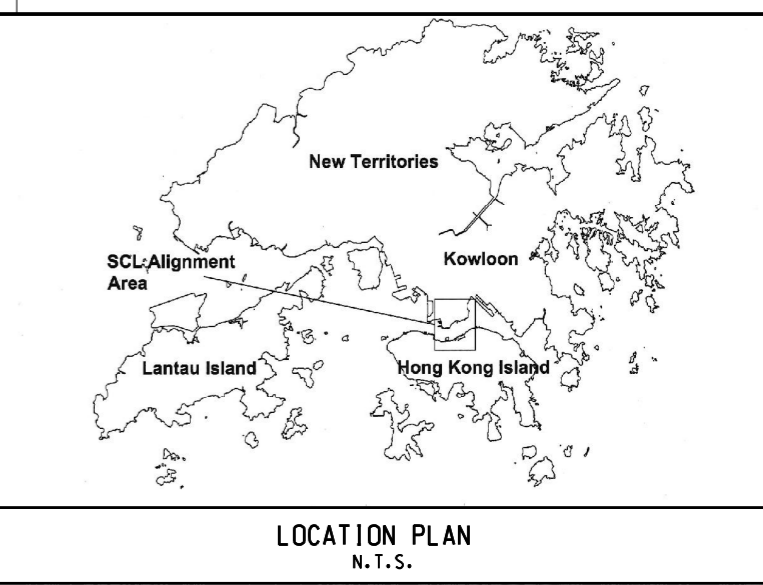 New Territories
SCL Alignment
Area
Kowloon
Lantau Island
Hong Kong Island
LOCATION PLAN
N.T.S.